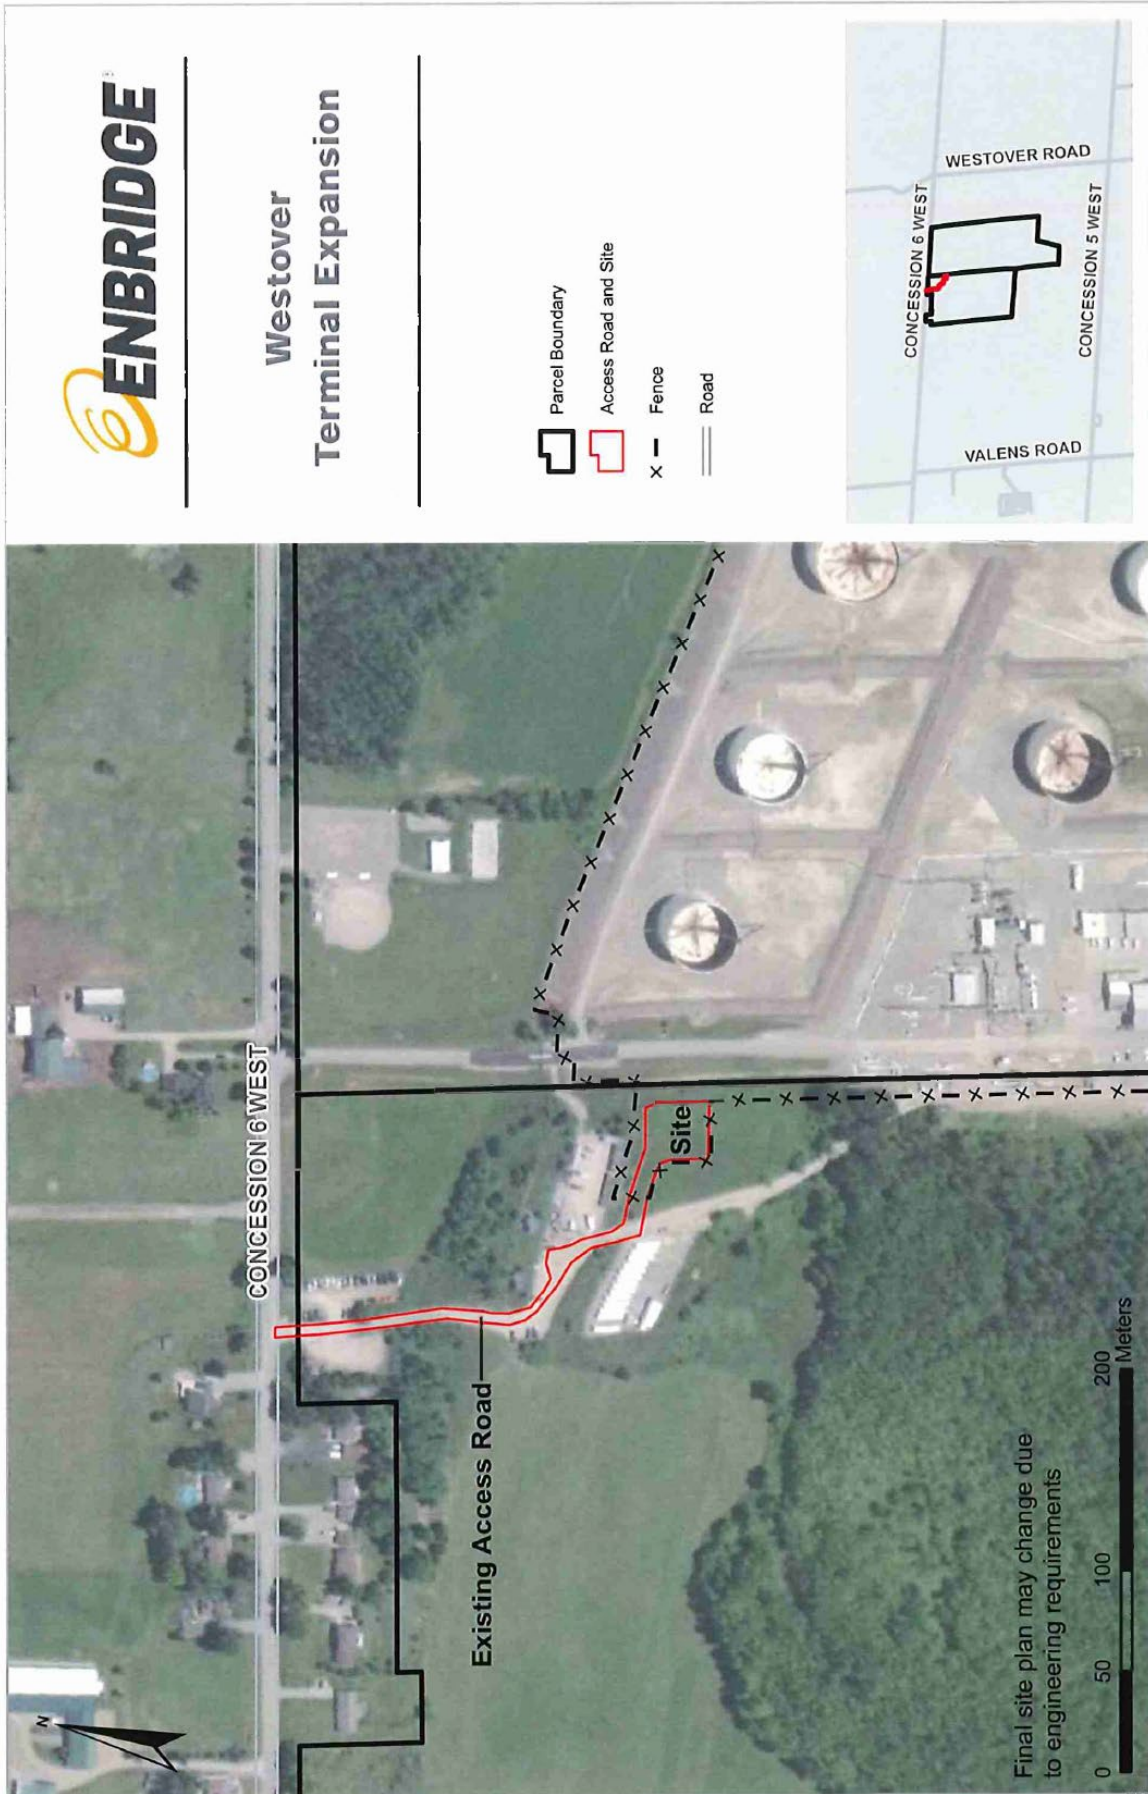 ENBRIDGE
Westover
Terminal Expansion
Parcel Boundary
Access Road and Site
Fence
Road
CONCESSION 6 WEST
WESTOVER ROAD
VALENS ROAD
CONCESSION 5 WEST
N
CONCESSION 6 WEST
Existing Access Road
Site
Final site plan may change due
to engineering requirements
0 50 100 200
Meters